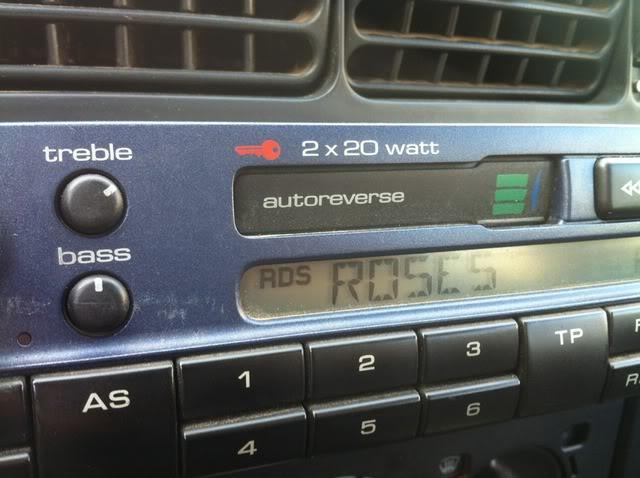 treble
2 x 20 watt
autoreverse
bass
RDS ROSES
AS
1
2
3
TP
4
5
6